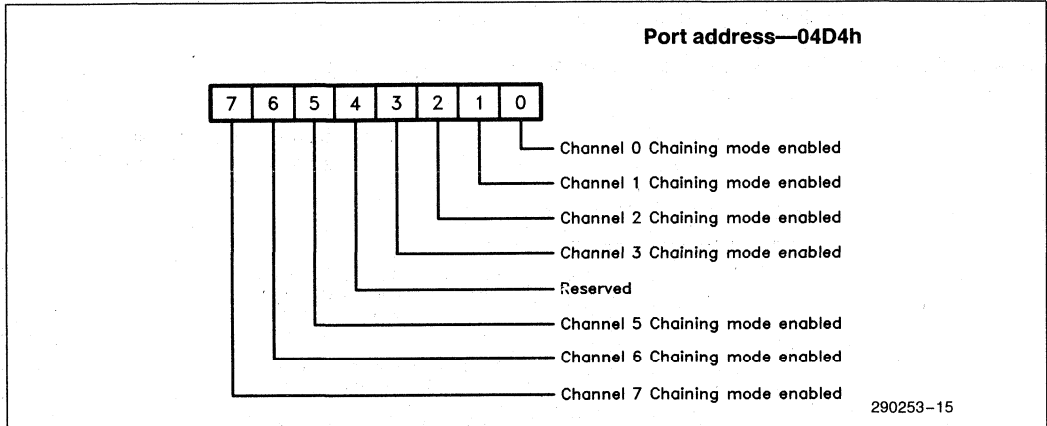 Port address—04D4h
7 6 5 4 3 2 1 0
Channel 0 Chaining mode enabled
Channel 1 Chaining mode enabled
Channel 2 Chaining mode enabled
Channel 3 Chaining mode enabled
Reserved
Channel 5 Chaining mode enabled
Channel 6 Chaining mode enabled
Channel 7 Chaining mode enabled
290253–15